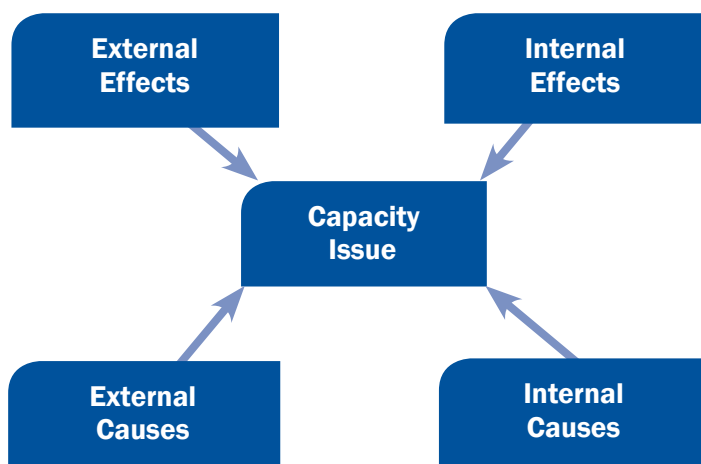 External
Effects
Internal
Effects
Capacity
Issue
External
Causes
Internal
Causes